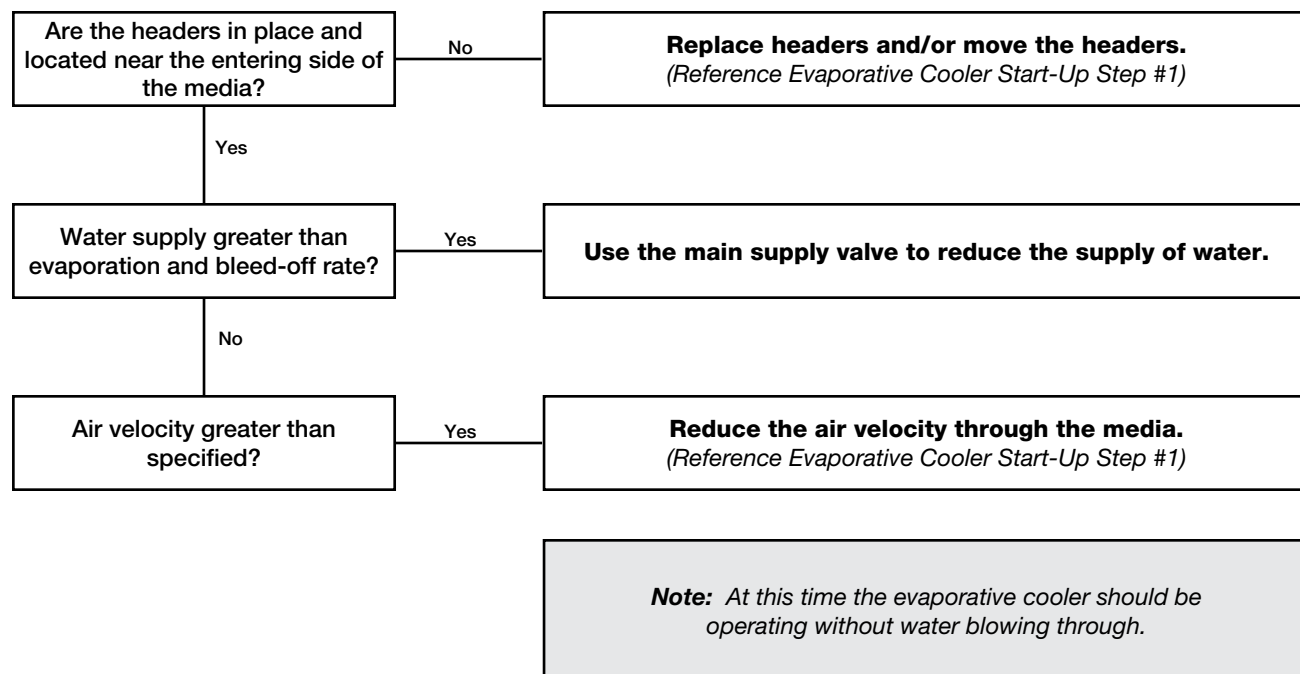 Are the headers in place and
located near the entering side of
the media?
No
Replace headers and/or move the headers.
(Reference Evaporative Cooler Start-Up Step #1)
Yes
Water supply greater than
evaporation and bleed-off rate?
Yes
Use the main supply valve to reduce the supply of water.
No
Air velocity greater than
specified?
Yes
Reduce the air velocity through the media.
(Reference Evaporative Cooler Start-Up Step #1)
Note: At this time the evaporative cooler should be
operating without water blowing through.